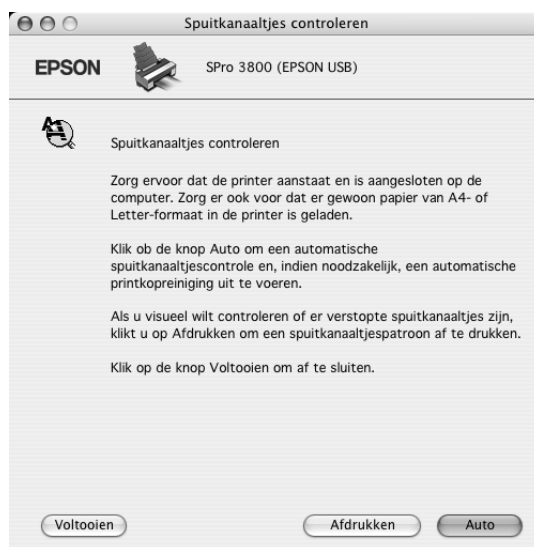 Spuitkanaaltjes controleren
EPSON
SPro 3800 (EPSON USB)
Spuitkanaaltjes controleren
Zorg ervoor dat de printer aanstaat en is aangesloten op de
computer. Zorg er ook voor dat er gewoon papier van A4- of
Letter-formaat in de printer is geladen.
Klik ob de knop Auto om een automatische
spuitkanaaltjescontrole en, indien noodzakelijk, een automatische
printkopreiniging uit te voeren.
Als u visueel wilt controleren of er verstopte spuitkanaaltjes zijn,
klikt u op Afdrukken om een spuitkanaaltjespatroon af te drukken.
Klik op de knop Voltooien om af te sluiten.
Voltooien
Afdrukken
Auto